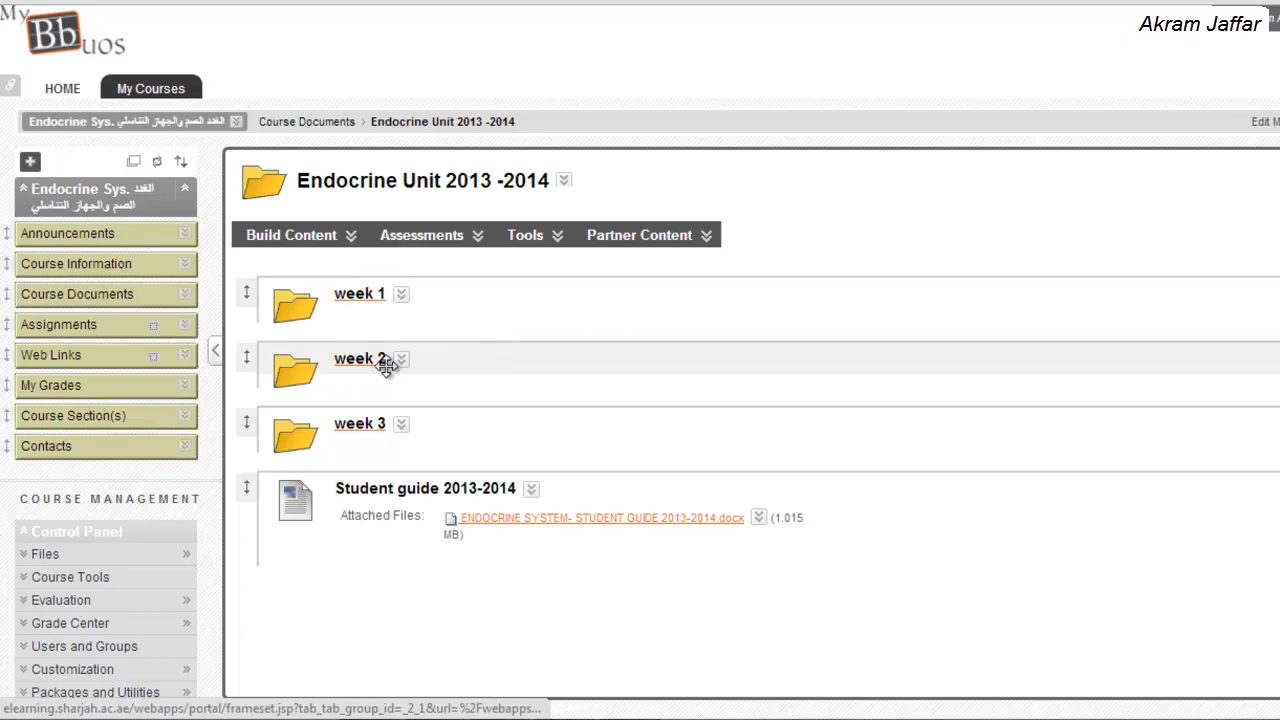 My
Bb uos
Akram Jaffar
HOME
My Courses
Endocrine Sys. الغدد الصم والجهاز التناسلي
Course Documents
Endocrine Unit 2013 -2014
Edit M
Endocrine Sys. الغدد
الصم والجهاز التناسلي
Announcements
Course Information
Course Documents
Assignments
Web Links
My Grades
Course Section(s)
Contacts
COURSE MANAGEMENT
Control Panel
Files
Course Tools
Evaluation
Grade Center
Users and Groups
Customization
Packages and Utilities
Endocrine Unit 2013 -2014
Build Content
Assessments
Tools
Partner Content
week 1
week 2
week 3
Student guide 2013-2014
Attached Files:
ENDOCRINE SYSTEM- STUDENT GUIDE 2013-2014.docx
(1.015
MB)
elearning.sharjah.ac.ae/webapps/portal/frameset.jsp?tab_tab_group_id=_2_1&url=%2Fwebapps...